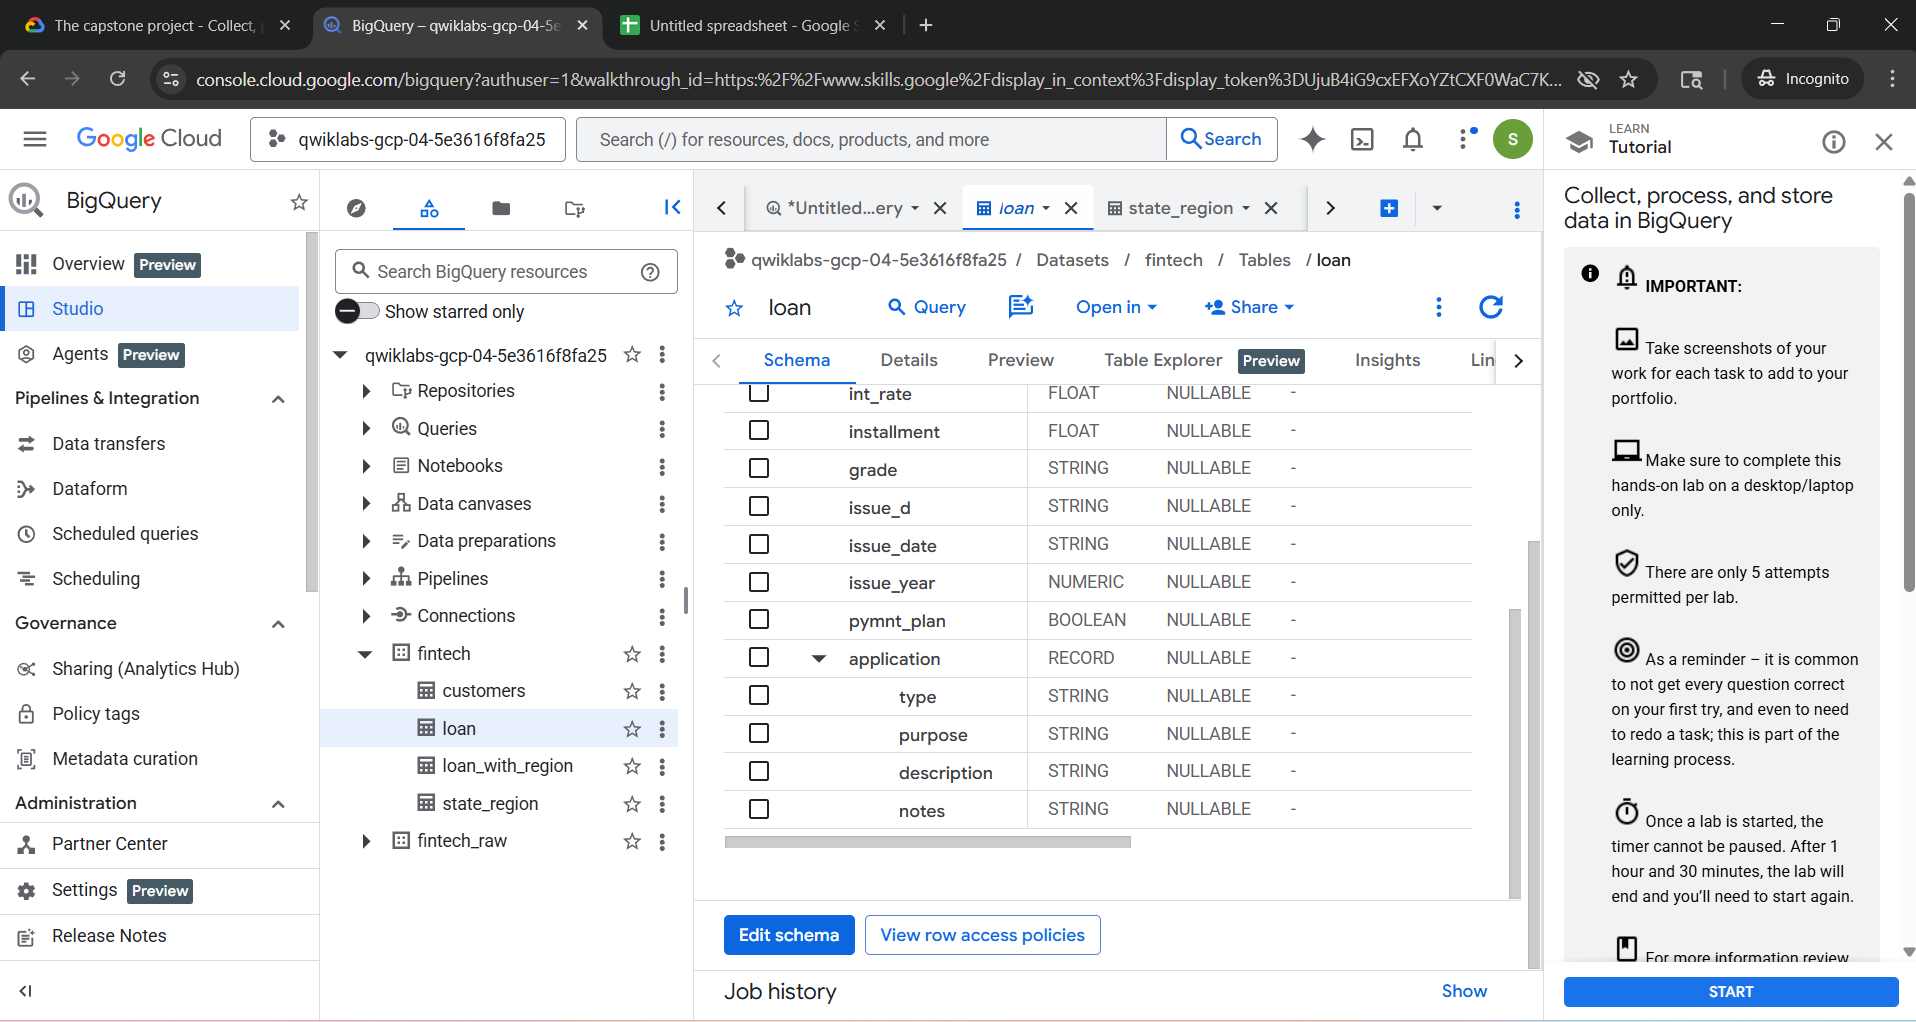 The capstone project - Collect,
BigQuery – qwiklabs-gcp-04-5e
Untitled spreadsheet - Google
console.cloud.google.com/bigquery?authuser=1&walkthrough_id=https:%2F%2Fwww.skills.google%2Fdisplay_in_context%3Fdisplay_token%3DUjuB4iG9cxEFXoYZtCXF0WaC7K...
Incognito
Google Cloud
qwiklabs-gcp-04-5e3616f8fa25
Search (/) for resources, docs, products, and more
Search
S
LEARN
Tutorial
BigQuery
Overview Preview
Studio
Agents Preview
Pipelines & Integration
Data transfers
Dataform
Scheduled queries
Scheduling
Governance
Sharing (Analytics Hub)
Policy tags
Metadata curation
Administration
Partner Center
Settings Preview
Release Notes
Search BigQuery resources
Show starred only
qwiklabs-gcp-04-5e3616f8fa25
Repositories
Queries
Notebooks
Data canvases
Data preparations
Pipelines
Connections
fintech
customers
loan
loan_with_region
state_region
fintech_raw
*Untitled...ery
loan
state_region
qwiklabs-gcp-04-5e3616f8fa25 / Datasets / fintech / Tables / loan
loan
Query
Open in
Share
Schema
Details
Preview
Table Explorer Preview
Insights
Lin
int_rate FLOAT NULLABLE -
installment FLOAT NULLABLE -
grade STRING NULLABLE -
issue_d STRING NULLABLE -
issue_date STRING NULLABLE -
issue_year NUMERIC NULLABLE -
pymnt_plan BOOLEAN NULLABLE -
application RECORD NULLABLE -
type STRING NULLABLE -
purpose STRING NULLABLE -
description STRING NULLABLE -
notes STRING NULLABLE -
Edit schema
View row access policies
Job history
Show
Collect, process, and store
data in BigQuery
IMPORTANT:
Take screenshots of your
work for each task to add to your
portfolio.
Make sure to complete this
hands-on lab on a desktop/laptop
only.
There are only 5 attempts
permitted per lab.
As a reminder – it is common
to not get every question correct
on your first try, and even to need
to redo a task; this is part of the
learning process.
Once a lab is started, the
timer cannot be paused. After 1
hour and 30 minutes, the lab will
end and you'll need to start again.
For more information review
START